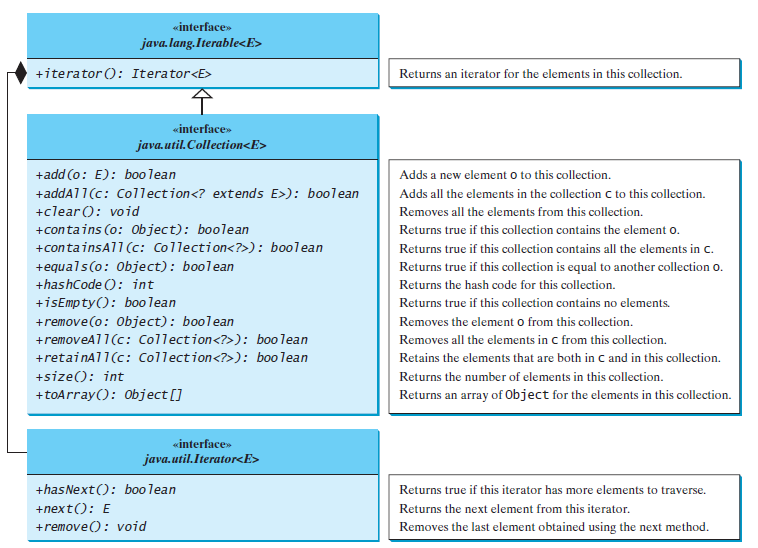 «interface»
java.lang.Iterable<E>
+iterator(): Iterator<E>
Returns an iterator for the elements in this collection.
«interface»
java.util.Collection<E>
+add(o: E): boolean
Adds a new element o to this collection.
+addAll(c: Collection<? extends E>): boolean
Adds all the elements in the collection c to this collection.
+clear(): void
Removes all the elements from this collection.
+contains(o: Object): boolean
Returns true if this collection contains the element o.
+containsAll(c: Collection<?>): boolean
Returns true if this collection contains all the elements in c.
+equals(o: Object): boolean
Returns true if this collection is equal to another collection o.
+hashCode(): int
Returns the hash code for this collection.
+isEmpty(): boolean
Returns true if this collection contains no elements.
+remove(o: Object): boolean
Removes the element o from this collection.
+removeAll(c: Collection<?>): boolean
Removes all the elements in c from this collection.
+retainAll(c: Collection<?>): boolean
Retains the elements that are both in c and in this collection.
+size(): int
Returns the number of elements in this collection.
+toArray(): Object[]
Returns an array of Object for the elements in this collection.
«interface»
java.util.Iterator<E>
+hasNext(): boolean
Returns true if this iterator has more elements to traverse.
+next(): E
Returns the next element from this iterator.
+remove(): void
Removes the last element obtained using the next method.